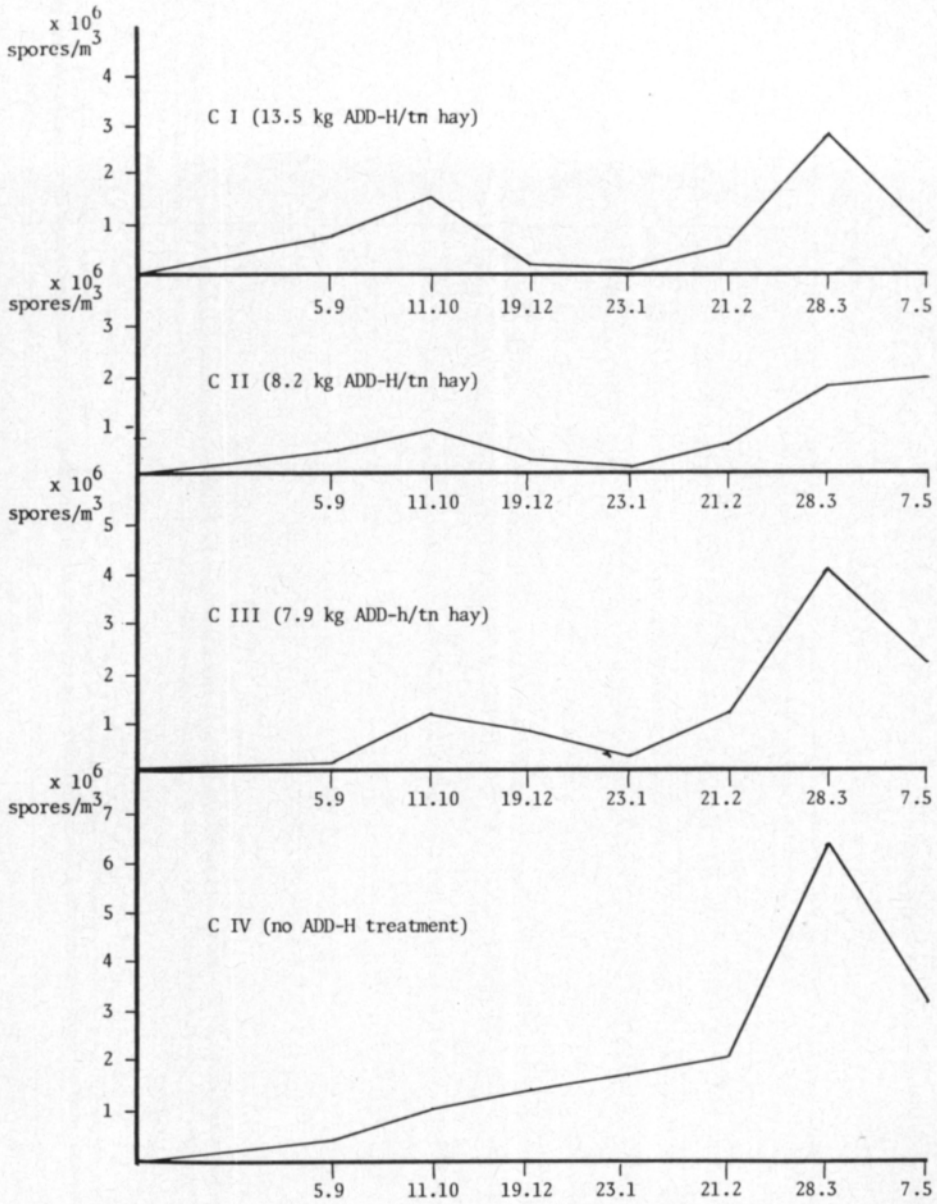 x 10⁶
spores/m³
4
3
2
1
C I (13.5 kg ADD-H/tn hay)
5.9 11.10 19.12 23.1 21.2 28.3 7.5
x 10⁶
spores/m³
3
2
1
C II (8.2 kg ADD-H/tn hay)
5.9 11.10 19.12 23.1 21.2 28.3 7.5
x 10⁶
spores/m³
5
4
3
2
1
C III (7.9 kg ADD-h/tn hay)
5.9 11.10 19.12 23.1 21.2 28.3 7.5
x 10⁶
spores/m³
7
6
5
4
3
2
1
C IV (no ADD-H treatment)
5.9 11.10 19.12 23.1 21.2 28.3 7.5